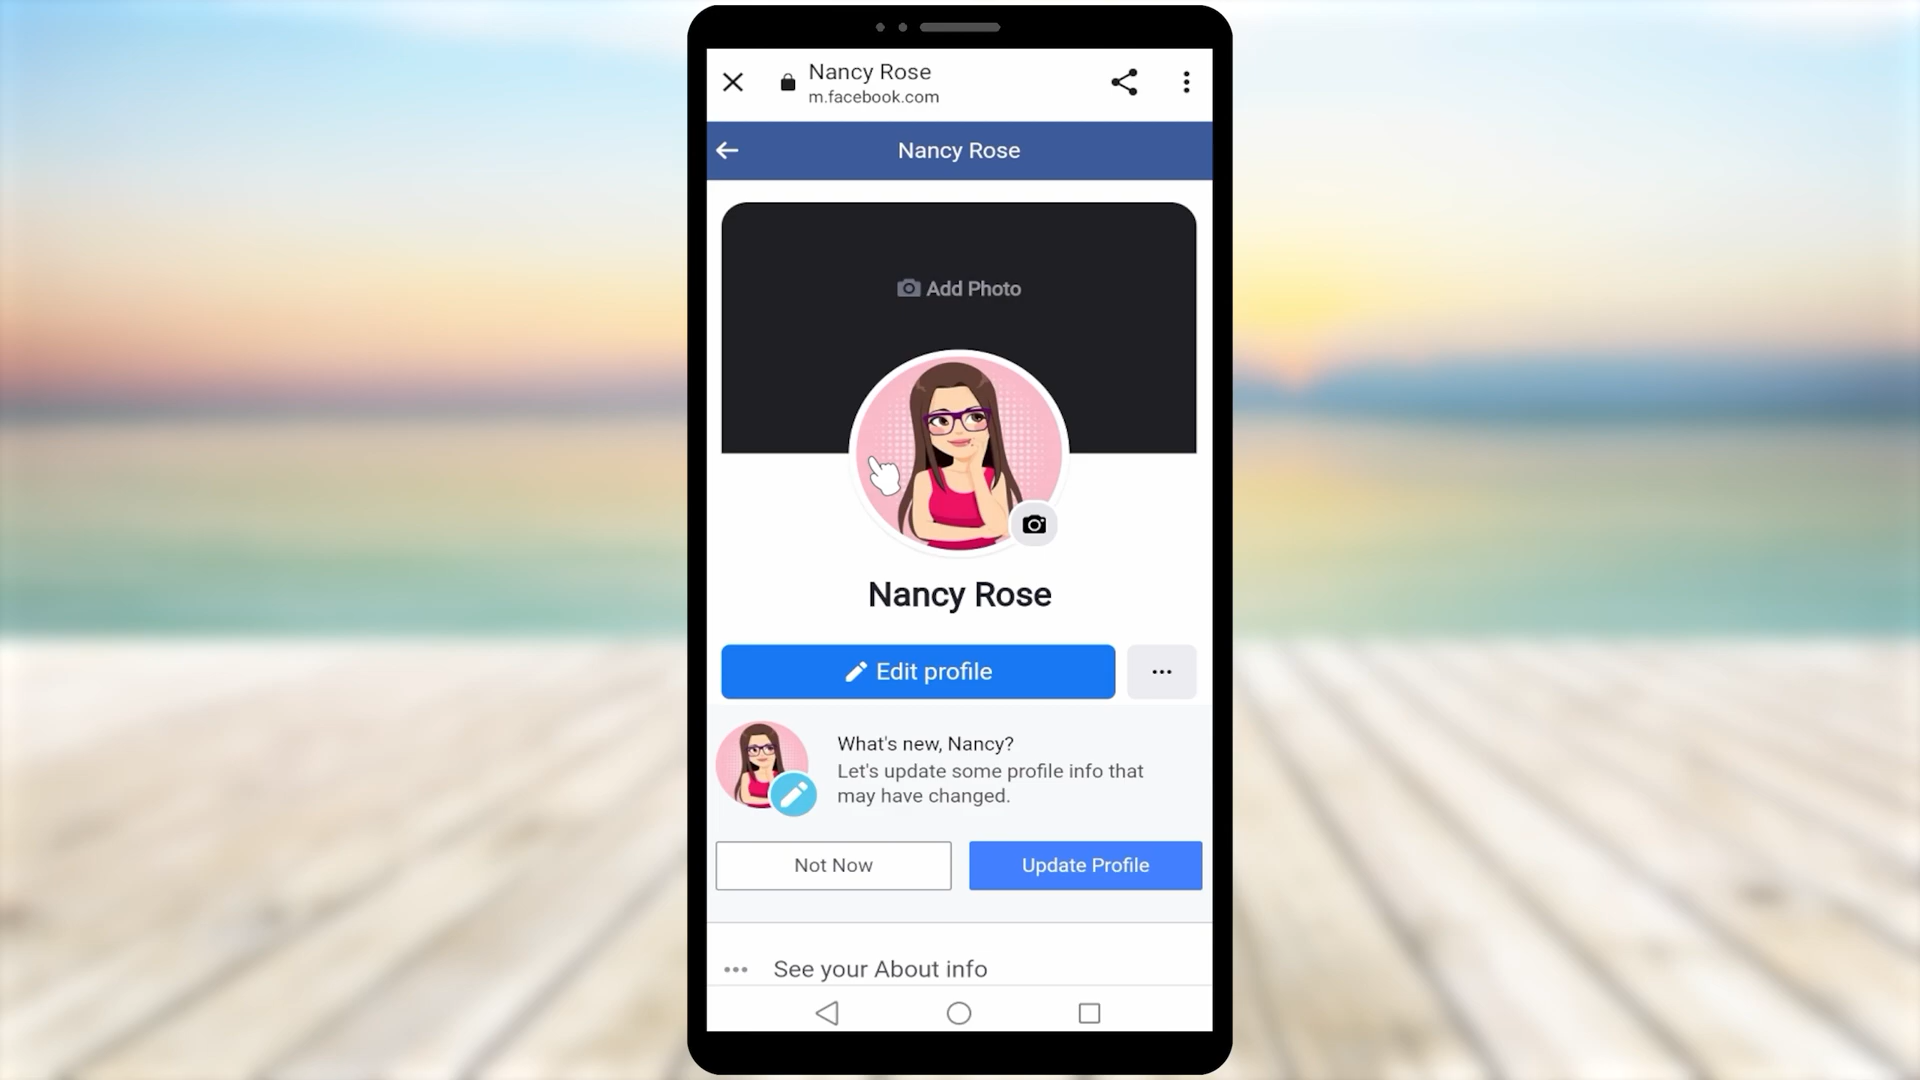 Nancy Rose
m.facebook.com
Nancy Rose
Add Photo
Nancy Rose
Edit profile
What's new, Nancy?
Let's update some profile info that
may have changed.
Not Now
Update Profile
See your About info